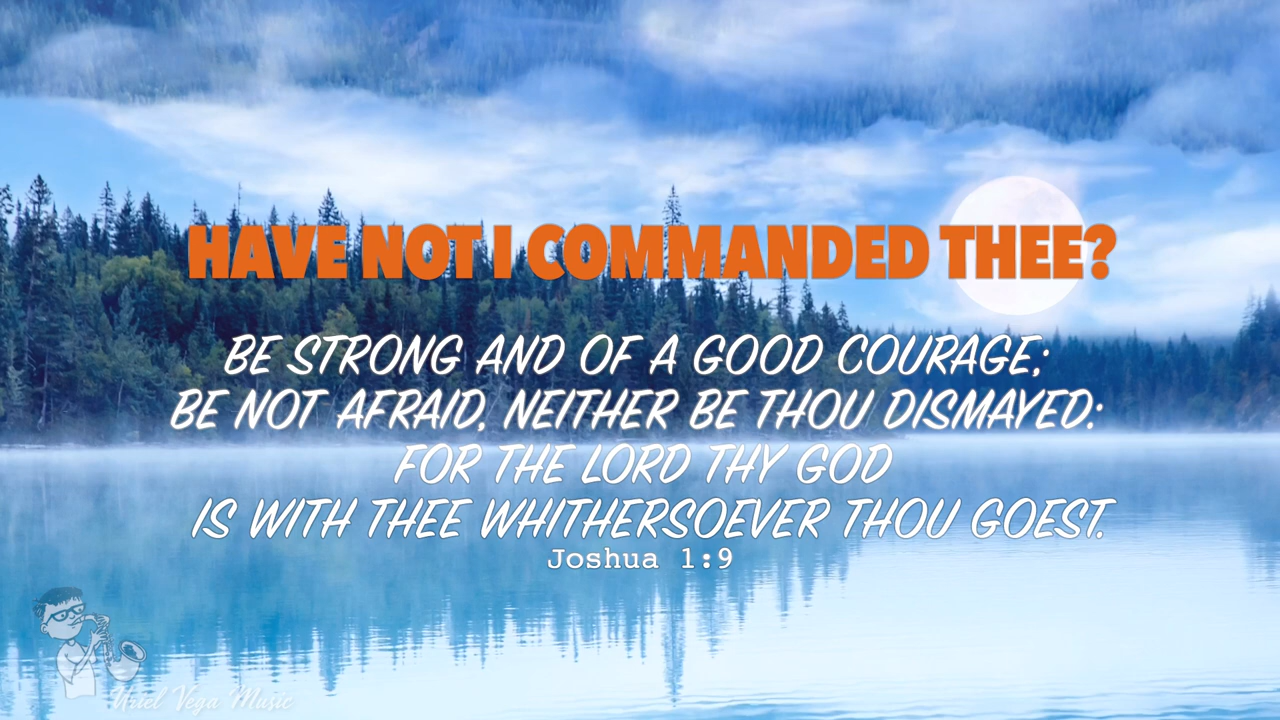 HAVE NOT I COMMANDED THEE?
BE STRONG AND OF A GOOD COURAGE;
BE NOT AFRAID, NEITHER BE THOU DISMAYED:
FOR THE LORD THY GOD
IS WITH THEE WHITHERSOEVER THOU GOEST.
Joshua 1:9
Uriel Vega Music